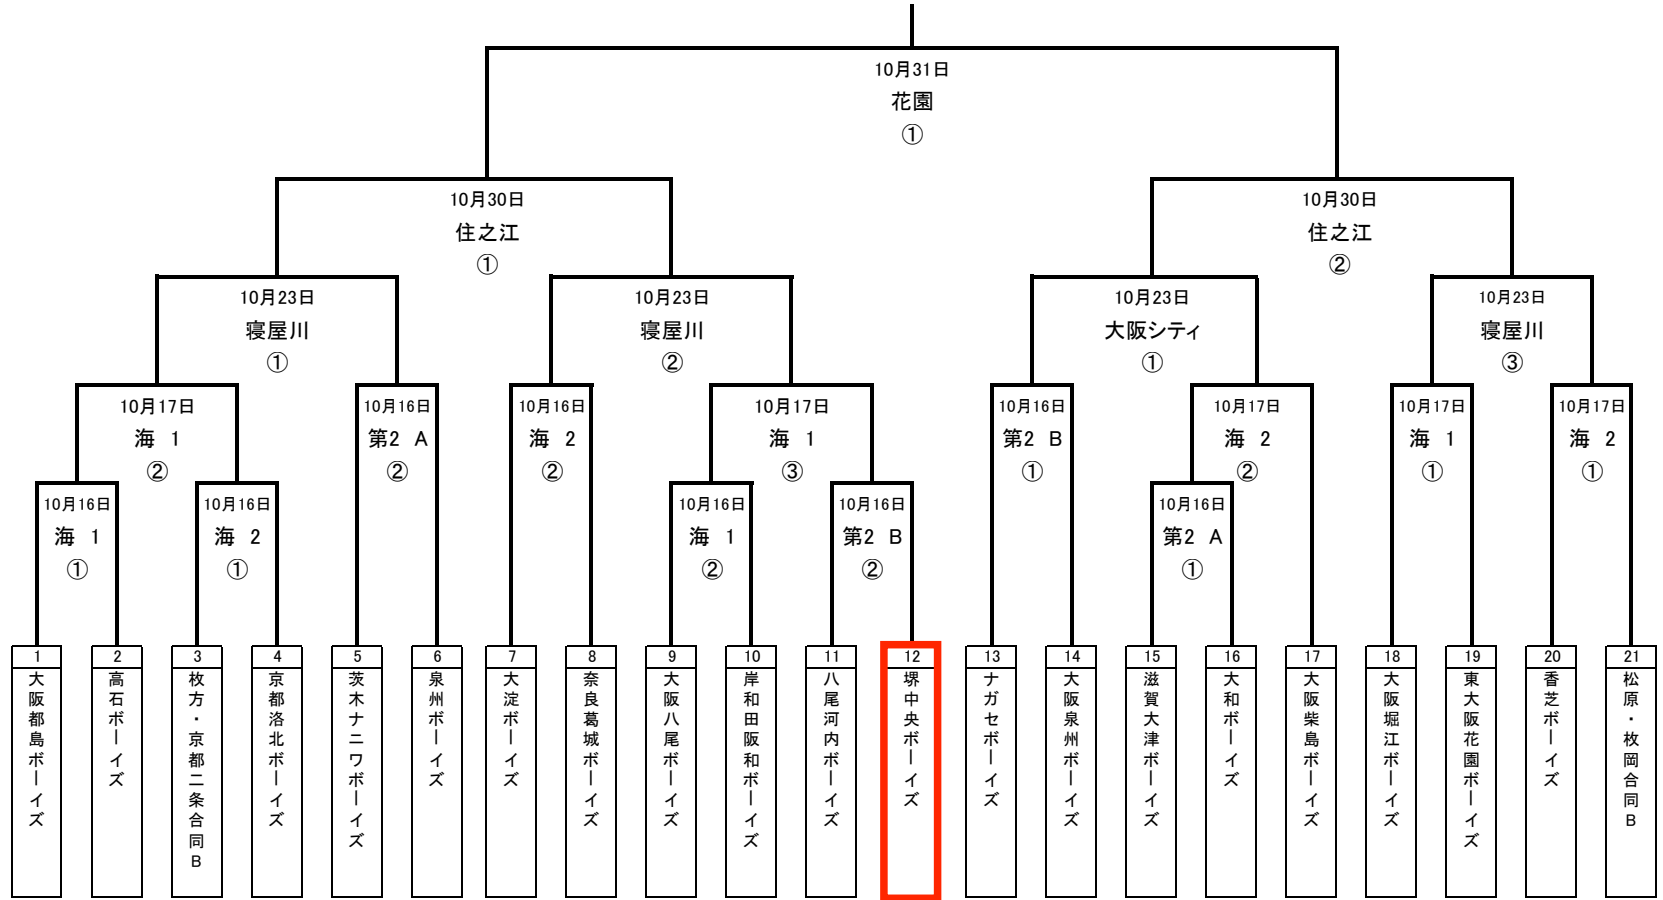 10月31日
花園
①
10月30日
住之江
①
10月30日
住之江
②
10月23日
寝屋川
①
10月23日
寝屋川
②
10月23日
大阪シティ
①
10月23日
寝屋川
③
10月17日
海 1
②
10月16日
第2 A
②
10月16日
海 2
②
10月17日
海 1
③
10月16日
第2 B
①
10月17日
海 2
②
10月17日
海 1
①
10月17日
海 2
①
10月16日
海 1
①
10月16日
海 2
①
10月16日
海 1
②
10月16日
第2 B
②
10月16日
第2 A
①
1
大阪都島ボーイズ
2
高石ボーイズ
3
枚方・京都二条合同B
4
京都洛北ボーイズ
5
茨木ナニワボーイズ
6
泉州ボーイズ
7
大淀ボーイズ
8
奈良葛城ボーイズ
9
大阪八尾ボーイズ
10
岸和田阪和ボーイズ
11
八尾河内ボーイズ
12
堺中央ボーイズ
13
ナガセボーイズ
14
大阪泉州ボーイズ
15
滋賀大津ボーイズ
16
大和ボーイズ
17
大阪柴島ボーイズ
18
大阪堀江ボーイズ
19
東大阪花園ボーイズ
20
香芝ボーイズ
21
松原・枚岡合同B